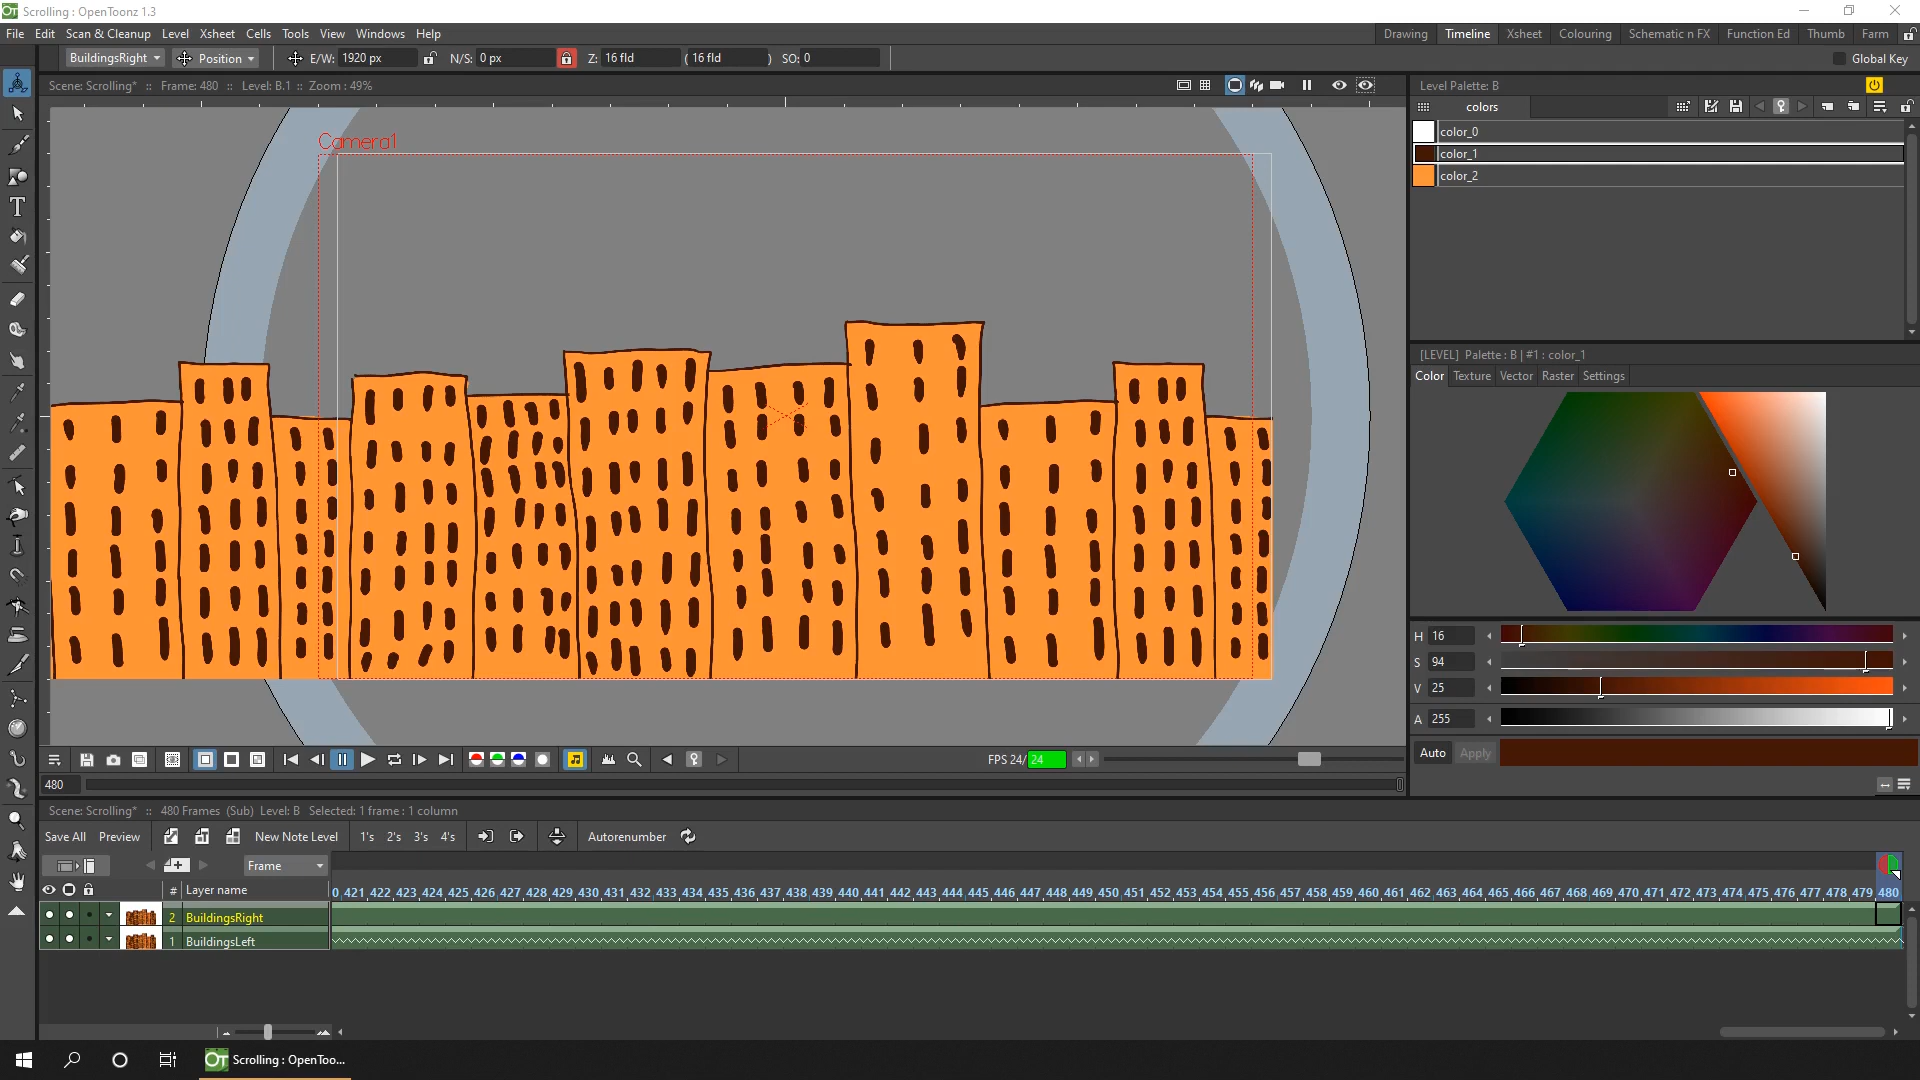 Scrolling : OpenToonz 1.3
File Edit Scan & Cleanup Level Xsheet Cells Tools View Windows Help
Drawing Timeline Xsheet Colouring Schematic n FX Function Ed Thumb Farm
BuildingsRight Position E/W: 1920 px N/S: 0 px Z: 16 fld ( 16 fld ) SO: 0 Global Key
Scene: Scrolling* :: Frame: 480 :: Level: B.1 :: Zoom : 49%
Level Palette: B
colors
color_0
color_1
color_2
Camera1
[LEVEL] Palette : B | #1 : color_1
Color Texture Vector Raster Settings
H 16
S 94
V 25
A 255
Auto Apply
FPS 24/ 24
480
Scene: Scrolling* :: 480 Frames (Sub) Level: B Selected: 1 frame : 1 column
Save All Preview New Note Level 1's 2's 3's 4's Autorenumber
Frame
# Layer name
0 421 422 423 424 425 426 427 428 429 430 431 432 433 434 435 436 437 438 439 440 441 442 443 444 445 446 447 448 449 450 451 452 453 454 455 456 457 458 459 460 461 462 463 464 465 466 467 468 469 470 471 472 473 474 475 476 477 478 479 480
2 BuildingsRight
1 BuildingsLeft
Scrolling : OpenToo...